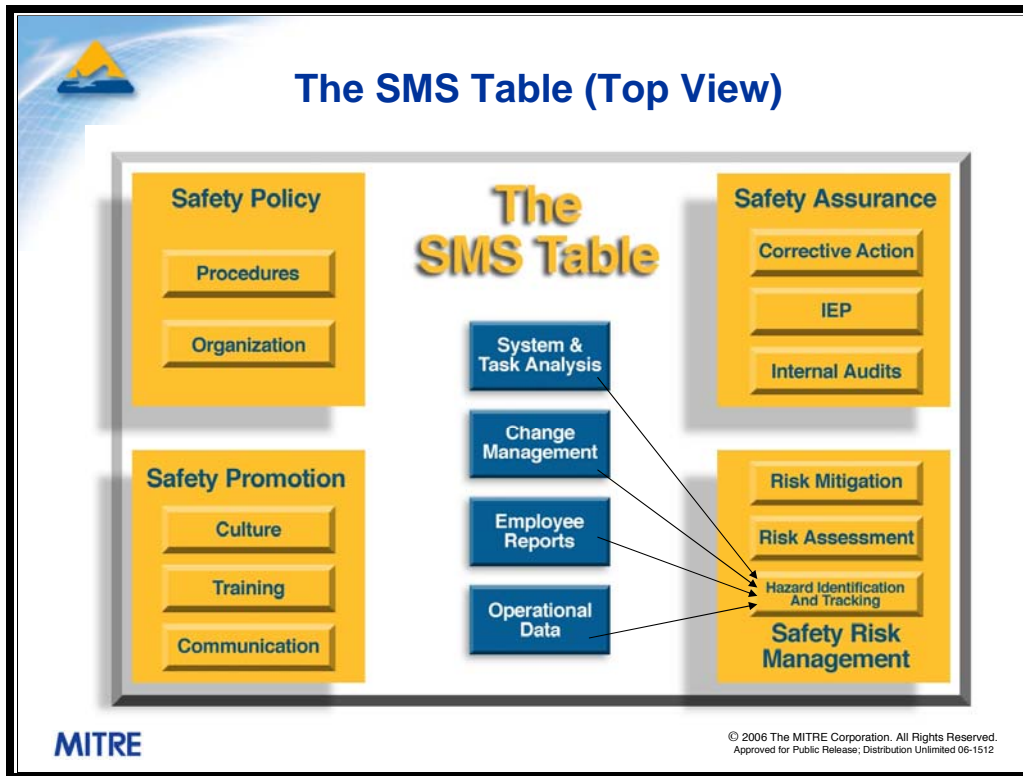 The SMS Table (Top View)
Safety Policy
Procedures
Organization
The
SMS Table
Safety Assurance
Corrective Action
IEP
Internal Audits
System &
Task Analysis
Change
Management
Employee
Reports
Operational
Data
Safety Promotion
Culture
Training
Communication
Risk Mitigation
Risk Assessment
Hazard Identification
And Tracking
Safety Risk
Management
MITRE
© 2006 The MITRE Corporation. All Rights Reserved.
Approved for Public Release; Distribution Unlimited 06-1512